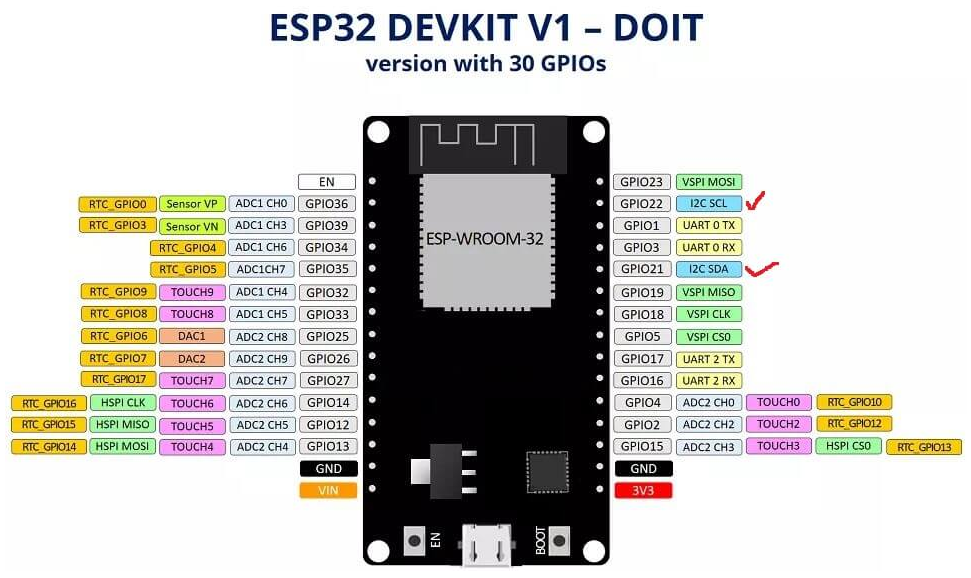 ESP32 DEVKIT V1 – DOIT
version with 30 GPIOs
EN GPIO23 VSPI MOSI
RTC_GPIO0 Sensor VP ADC1 CH0 GPIO36 GPIO22 I2C SCL
RTC_GPIO3 Sensor VN ADC1 CH3 GPIO39 GPIO1 UART 0 TX
RTC_GPIO4 ADC1 CH6 GPIO34 ESP-WROOM-32 GPIO3 UART 0 RX
RTC_GPIO5 ADC1CH7 GPIO35 GPIO21 I2C SDA
RTC_GPIO9 TOUCH9 ADC1 CH4 GPIO32 GPIO19 VSPI MISO
RTC_GPIO8 TOUCH8 ADC1 CH5 GPIO33 GPIO18 VSPI CLK
RTC_GPIO6 DAC1 ADC2 CH8 GPIO25 GPIO5 VSPI CS0
RTC_GPIO7 DAC2 ADC2 CH9 GPIO26 GPIO17 UART 2 TX
RTC_GPIO17 TOUCH7 ADC2 CH7 GPIO27 GPIO16 UART 2 RX
RTC_GPIO16 HSPI CLK TOUCH6 ADC2 CH6 GPIO14 GPIO4 ADC2 CH0 TOUCH0 RTC_GPIO10
RTC_GPIO15 HSPI MISO TOUCH5 ADC2 CH5 GPIO12 GPIO2 ADC2 CH2 TOUCH2 RTC_GPIO12
RTC_GPIO14 HSPI MOSI TOUCH4 ADC2 CH4 GPIO13 GPIO15 ADC2 CH3 TOUCH3 HSPI CS0 RTC_GPIO13
GND GND
VIN 3V3
EN BOOT